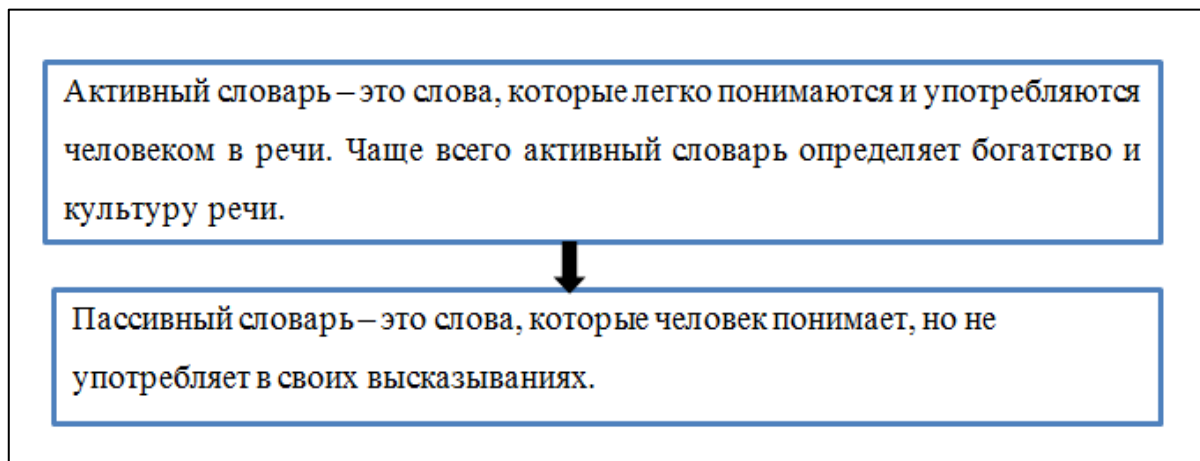 Активный словарь – это слова, которые легко понимаются и употребляются
человеком в речи. Чаще всего активный словарь определяет богатство и
культуру речи.
Пассивный словарь – это слова, которые человек понимает, но не
употребляет в своих высказываниях.